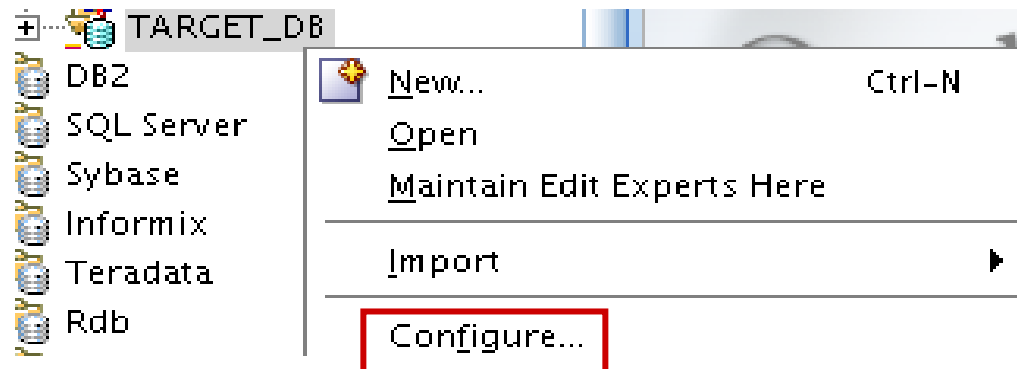 TARGET_DB
DB2
SQL Server
Sybase
Informix
Teradata
Rdb
New... Ctrl-N
Open
Maintain Edit Experts Here
Import
Configure...